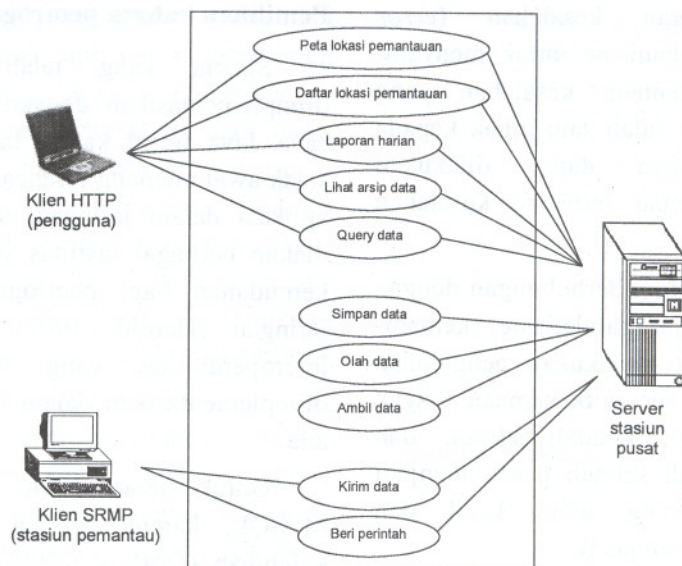 Peta lokasi pemantauan
Daftar lokasi pemantauan
Laporan harian
Lihat arsip data
Query data
Klien HTTP
(pengguna)
Simpan data
Olah data
Ambil data
Server
stasiun
pusat
Kirim data
Beri perintah
Klien SRMP
(stasiun pemantau)